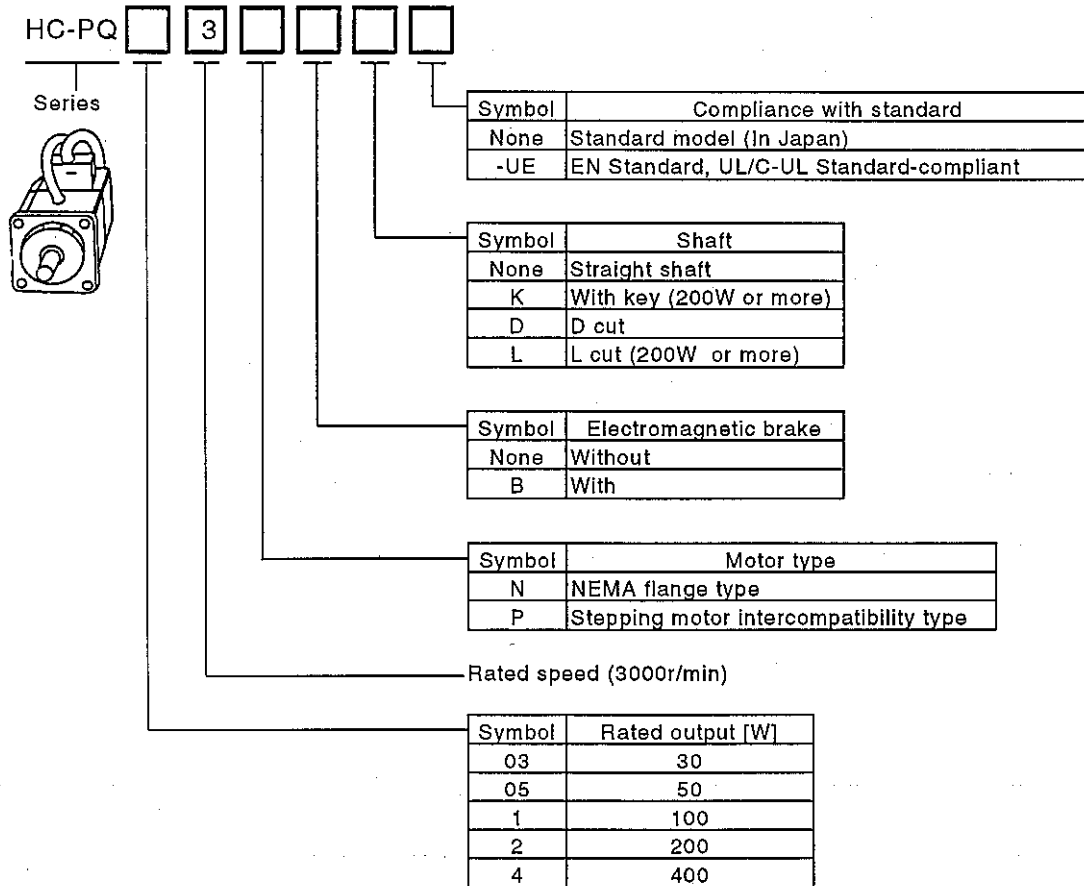 HC-PQ 3
Series
Symbol Compliance with standard
None Standard model (In Japan)
-UE EN Standard, UL/C-UL Standard-compliant
Symbol Shaft
None Straight shaft
K With key (200W or more)
D D cut
L L cut (200W or more)
Symbol Electromagnetic brake
None Without
B With
Symbol Motor type
N NEMA flange type
P Stepping motor intercompatibility type
Rated speed (3000r/min)
Symbol Rated output [W]
03 30
05 50
1 100
2 200
4 400